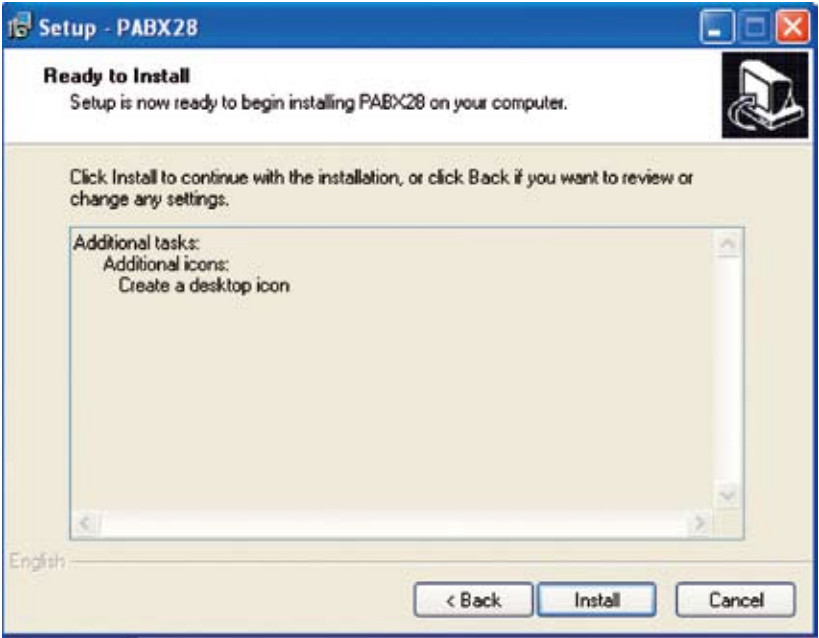 Setup - PABX28
Ready to Install
Setup is now ready to begin installing PABX28 on your computer.
Click Install to continue with the installation, or click Back if you want to review or
change any settings.
Additional tasks:
Additional icons:
Create a desktop icon
English
< Back
Install
Cancel